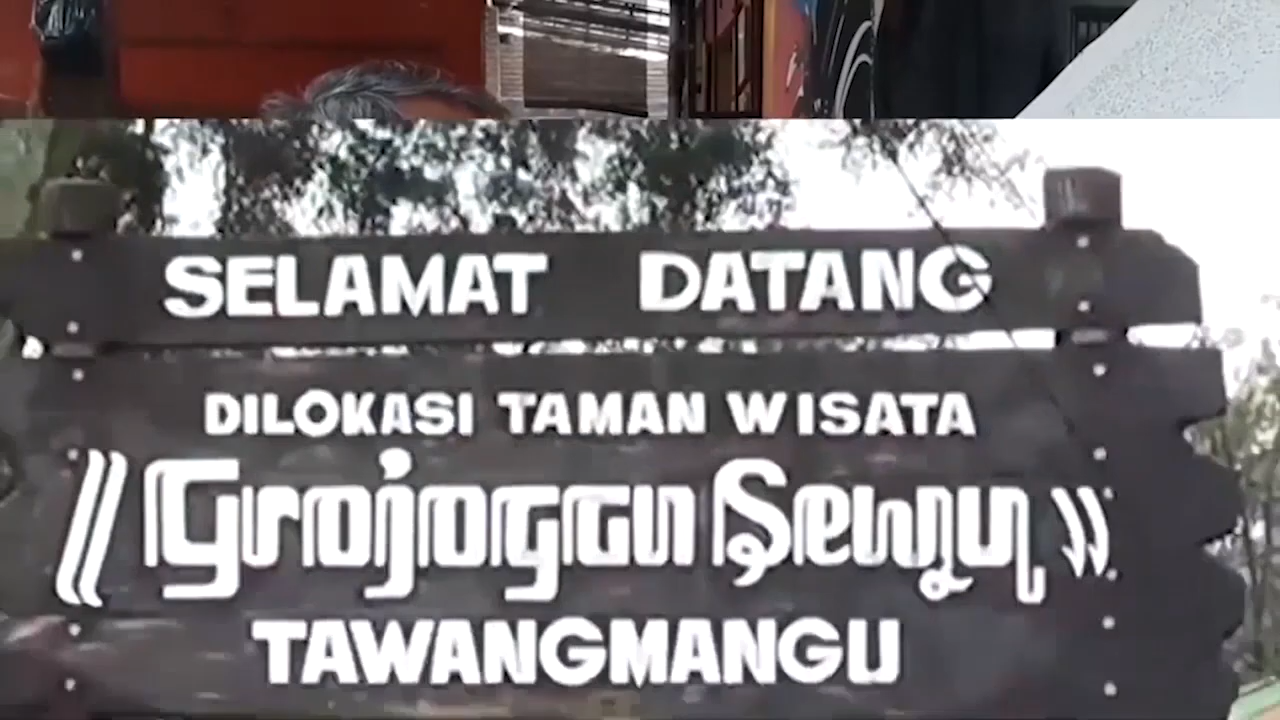 SELAMAT DATANG
DILOKASI TAMAN WISATA
Grojogan Sewu
TAWANGMANGU